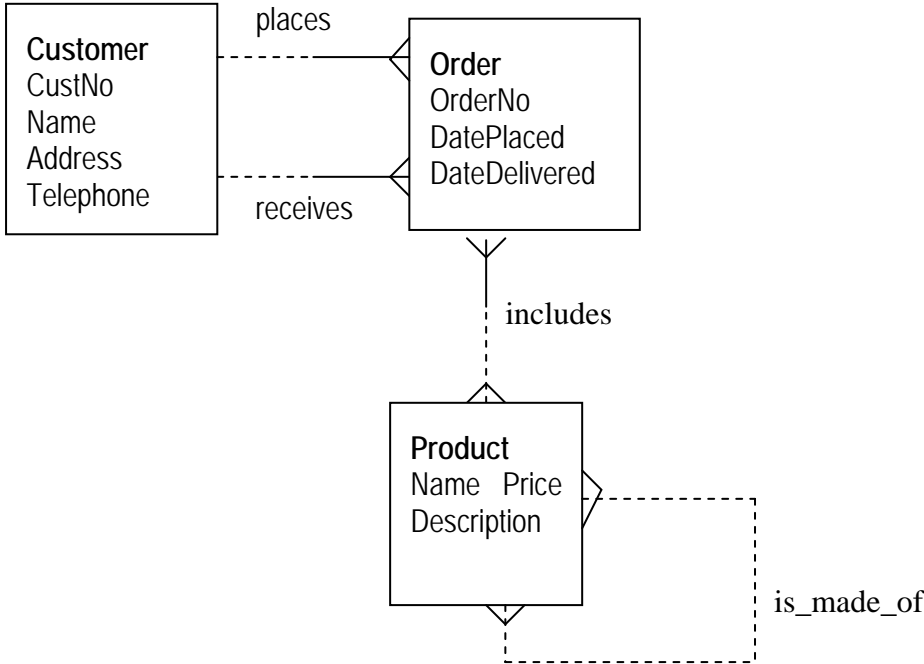 places
Customer
CustNo
Name
Address
Telephone
receives
Order
OrderNo
DatePlaced
DateDelivered
includes
Product
Name Price
Description
is_made_of